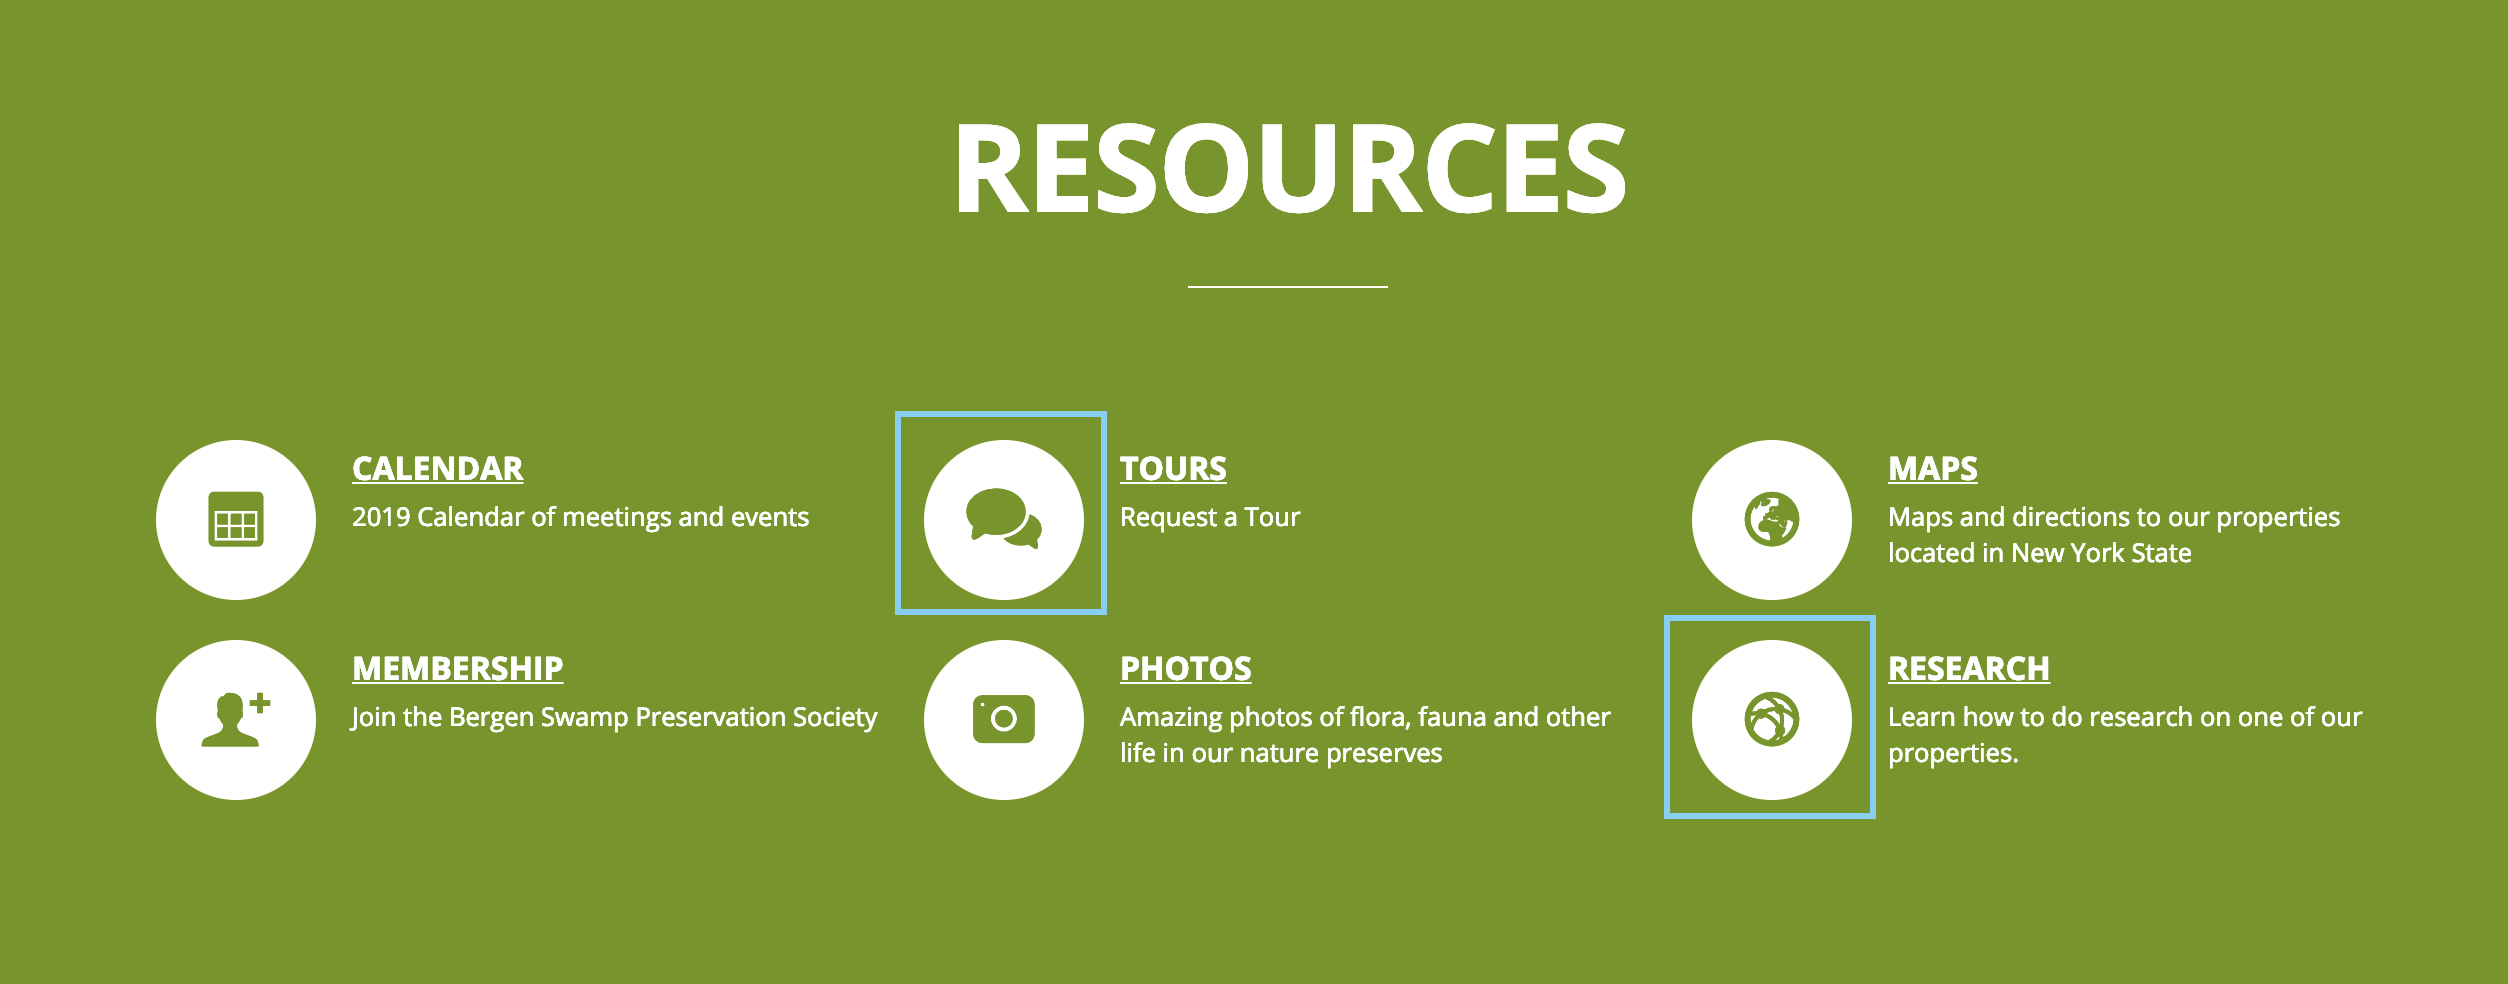 RESOURCES
CALENDAR
2019 Calendar of meetings and events
TOURS
Request a Tour
MAPS
Maps and directions to our properties
located in New York State
MEMBERSHIP
Join the Bergen Swamp Preservation Society
PHOTOS
Amazing photos of flora, fauna and other
life in our nature preserves
RESEARCH
Learn how to do research on one of our
properties.